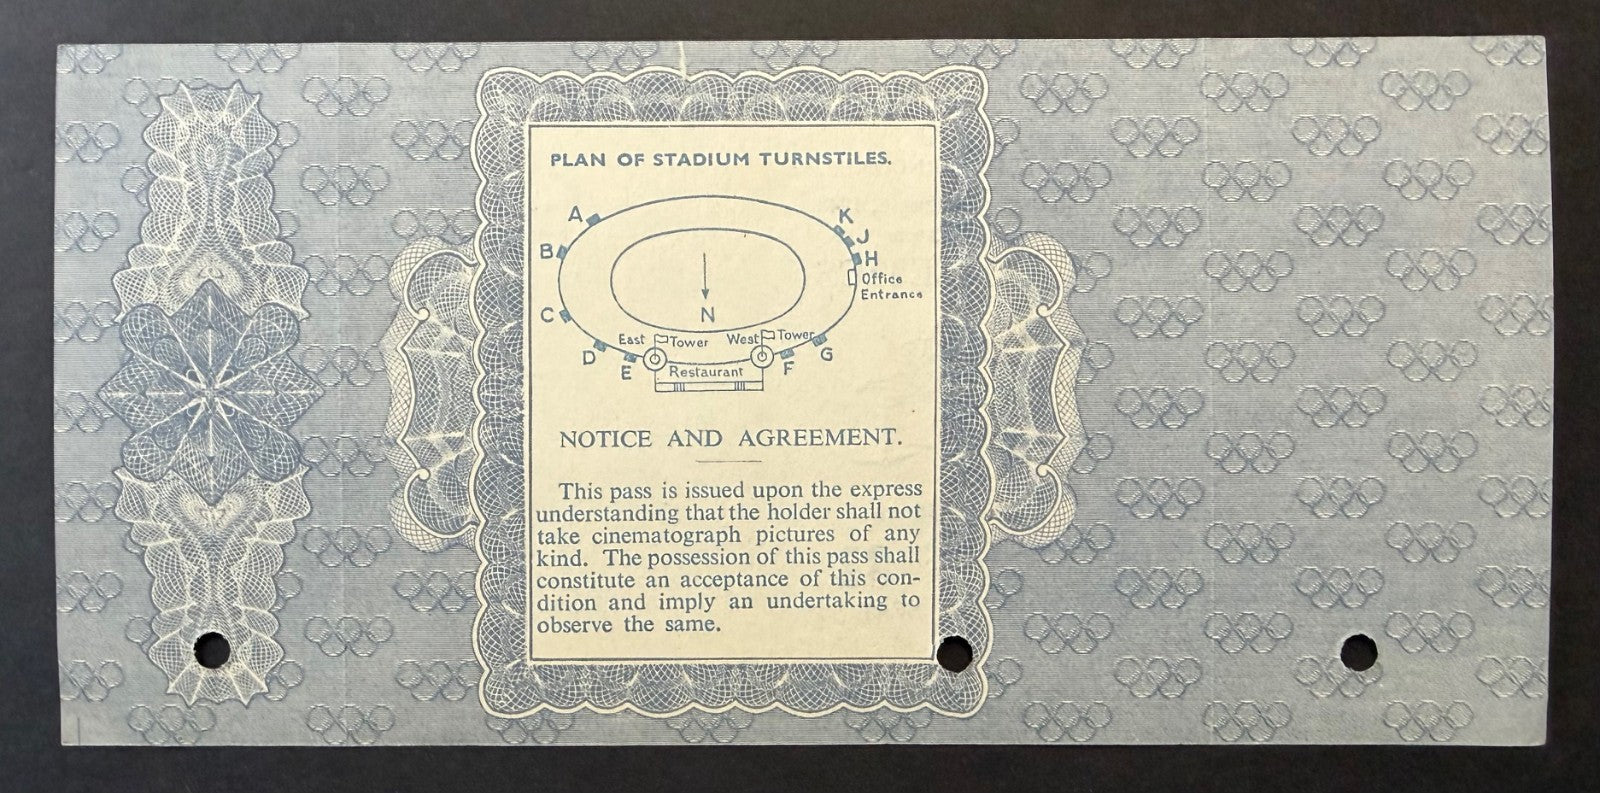 PLAN OF STADIUM TURNSTILES.
A
K
B
J
H
Office
Entrance
C
N
East Tower
West Tower
D
E
F
G
Restaurant
NOTICE AND AGREEMENT.
This pass is issued upon the express
understanding that the holder shall not
take cinematograph pictures of any
kind. The possession of this pass shall
constitute an acceptance of this con-
dition and imply an undertaking to
observe the same.